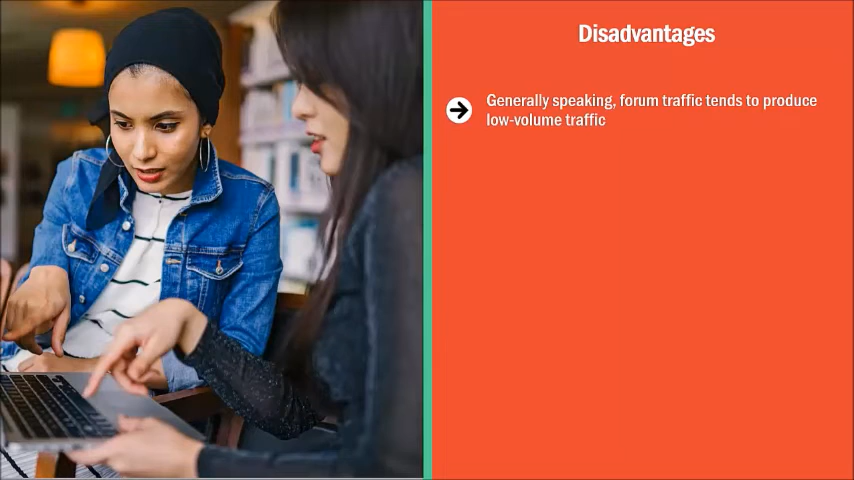 Disadvantages
Generally speaking, forum traffic tends to produce
low-volume traffic